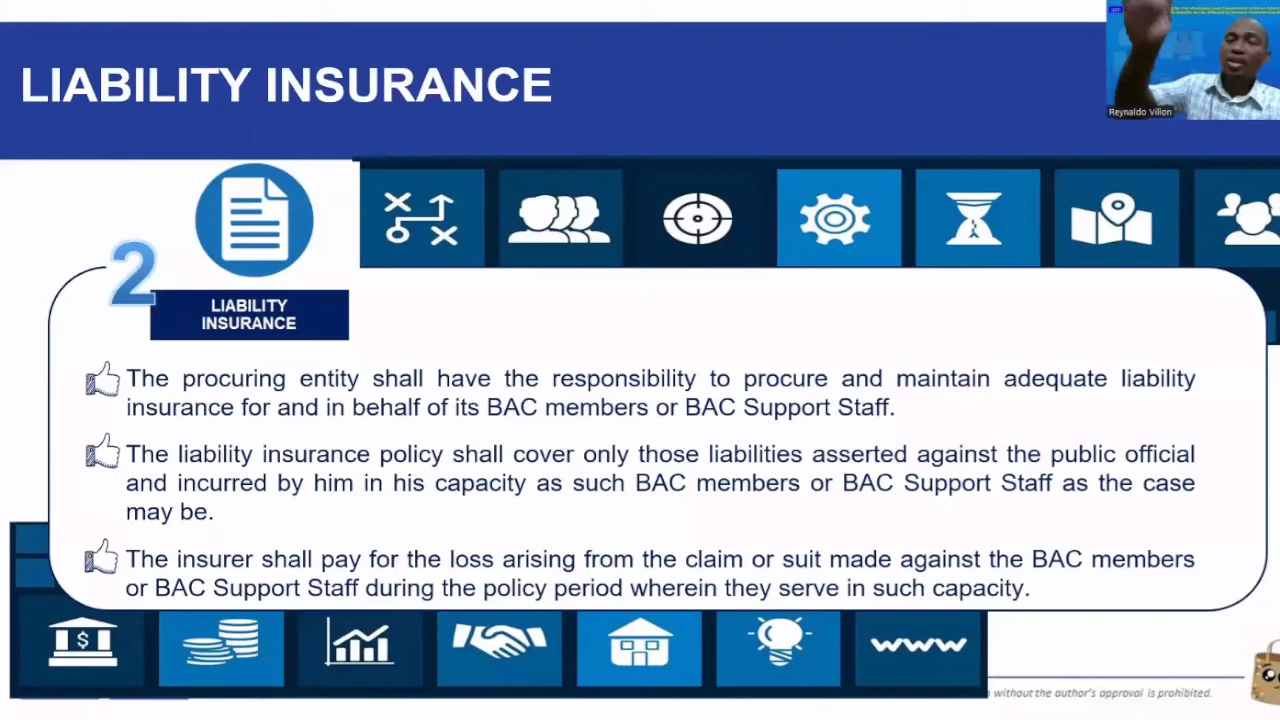 LIABILITY INSURANCE
Reynaldo Villon
2
LIABILITY
INSURANCE
The procuring entity shall have the responsibility to procure and maintain adequate liability
insurance for and in behalf of its BAC members or BAC Support Staff.
The liability insurance policy shall cover only those liabilities asserted against the public official
and incurred by him in his capacity as such BAC members or BAC Support Staff as the case
may be.
The insurer shall pay for the loss arising from the claim or suit made against the BAC members
or BAC Support Staff during the policy period wherein they serve in such capacity.
$
www
without the author's approval is prohibited.